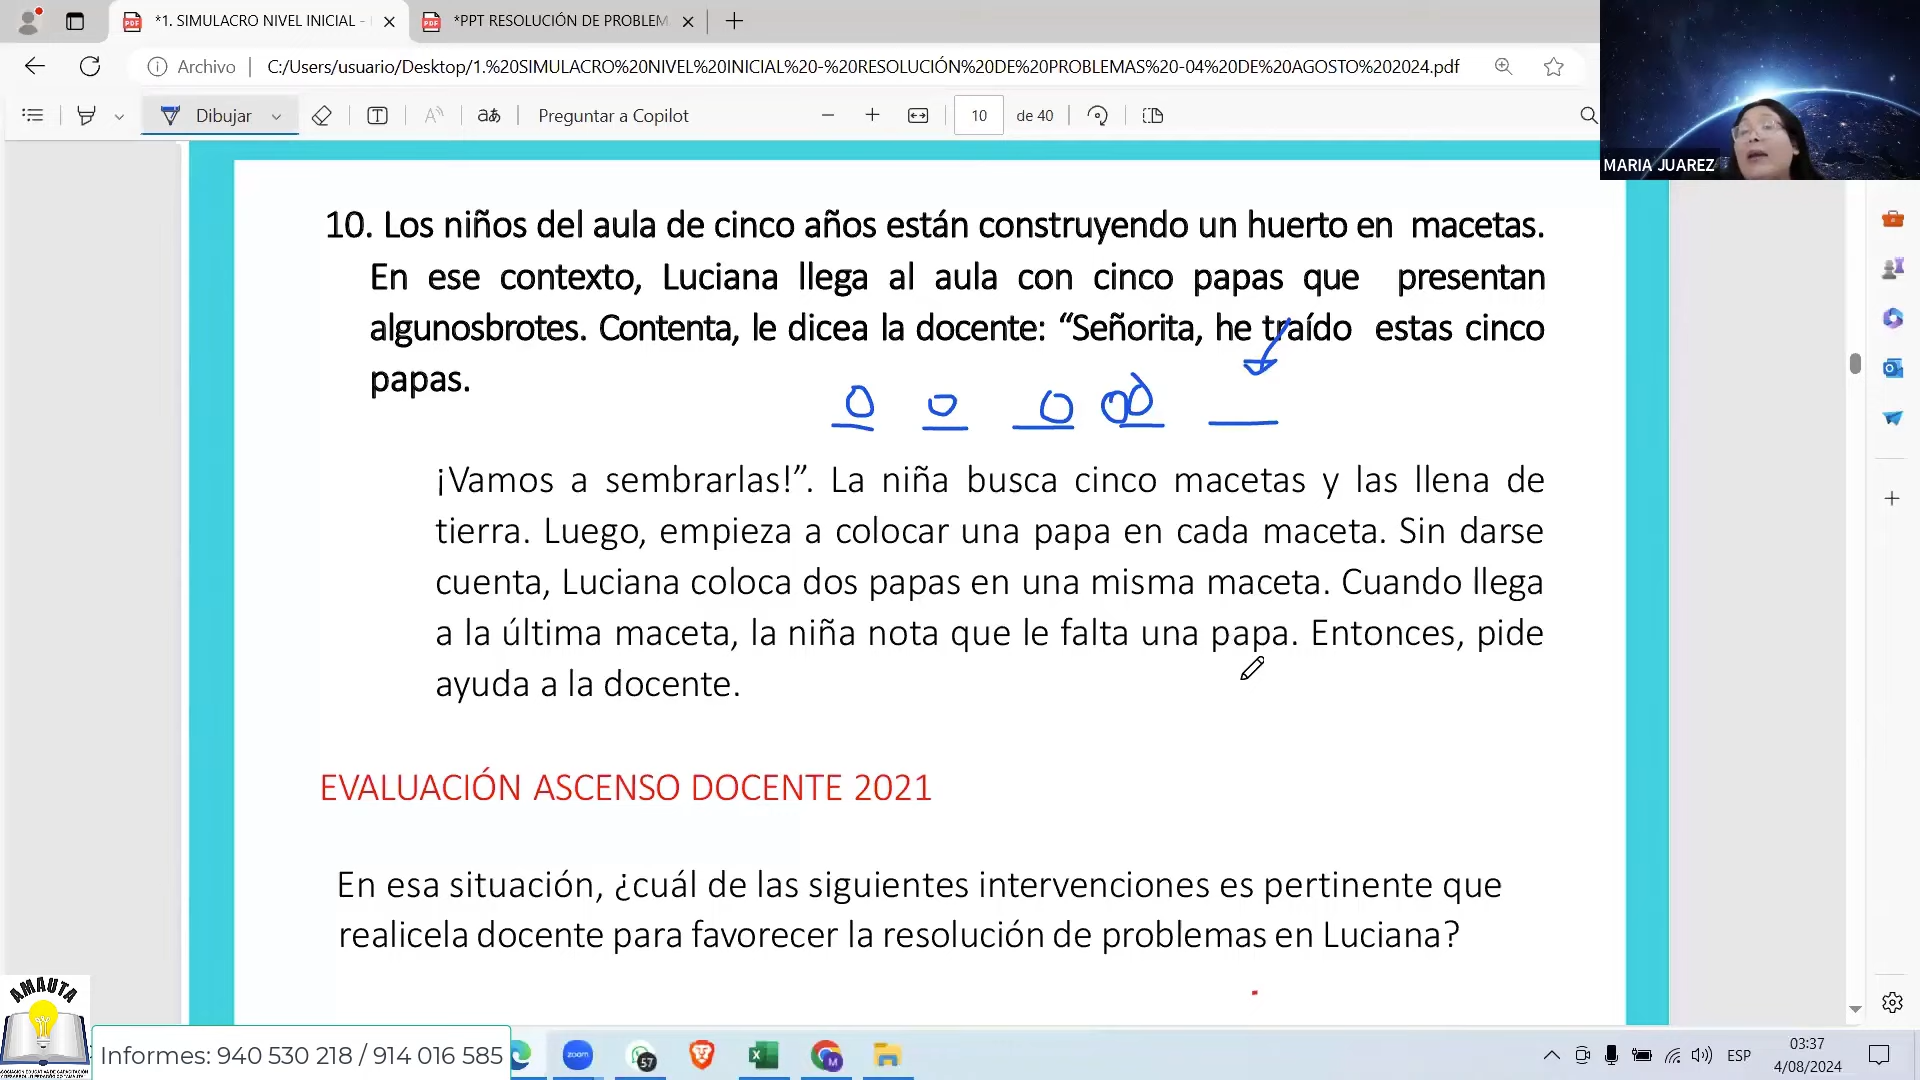 *1. SIMULACRO NIVEL INICIAL -
*PPT RESOLUCIÓN DE PROBLEM
Archivo
C:/Users/usuario/Desktop/1.%20SIMULACRO%20NIVEL%20INICIAL%20-%20RESOLUCIÓN%20DE%20PROBLEMAS%20-04%20DE%20AGOSTO%202024.pdf
Dibujar
Preguntar a Copilot
10
de 40
MARIA JUAREZ
10. Los niños del aula de cinco años están construyendo un huerto en macetas.
En ese contexto, Luciana llega al aula con cinco papas que presentan
algunosbrotes. Contenta, le dicea la docente: “Señorita, he traído estas cinco
papas.
¡Vamos a sembrarlas!”. La niña busca cinco macetas y las llena de
tierra. Luego, empieza a colocar una papa en cada maceta. Sin darse
cuenta, Luciana coloca dos papas en una misma maceta. Cuando llega
a la última maceta, la niña nota que le falta una papa. Entonces, pide
ayuda a la docente.
EVALUACIÓN ASCENSO DOCENTE 2021
En esa situación, ¿cuál de las siguientes intervenciones es pertinente que
realicela docente para favorecer la resolución de problemas en Luciana?
AMAUTA
Informes: 940 530 218 / 914 016 585
zoom
57
M
ESP
03:37
4/08/2024